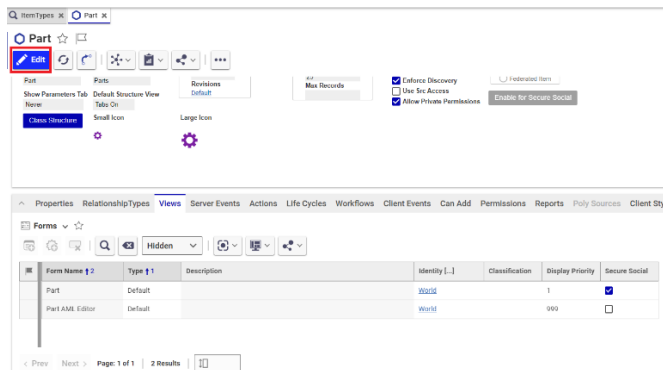 ItemTypes x Part x
Part
Edit
Part Parts Revisions Max Records Enforce Discovery Federated Item
Show Parameters Tab Default Structure View Default Use Src Access Enable for Secure Social
Never Tabs On Allow Private Permissions
Class Structure Small Icon Large Icon
Properties RelationshipTypes Views Server Events Actions Life Cycles Workflows Client Events Can Add Permissions Reports Poly Sources Client Sty
Forms
Hidden
Form Name 2 Type 1 Description Identity [...] Classification Display Priority Secure Social
Part Default World 1
Part AML Editor Default World 999
< Prev Next > Page: 1 of 1 2 Results